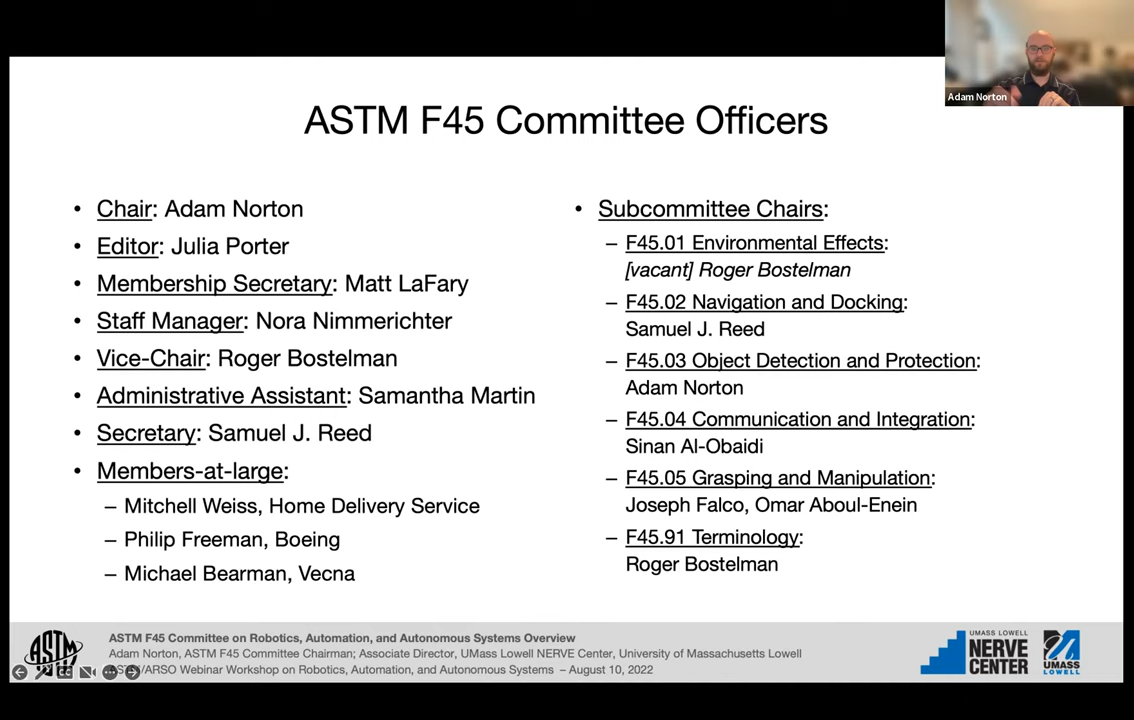 Adam Norton
ASTM F45 Committee Officers
• Chair: Adam Norton
• Editor: Julia Porter
• Membership Secretary: Matt LaFary
• Staff Manager: Nora Nimmerichter
• Vice-Chair: Roger Bostelman
• Administrative Assistant: Samantha Martin
• Secretary: Samuel J. Reed
• Members-at-large:
– Mitchell Weiss, Home Delivery Service
– Philip Freeman, Boeing
– Michael Bearman, Vecna
• Subcommittee Chairs:
– F45.01 Environmental Effects:
[vacant] Roger Bostelman
– F45.02 Navigation and Docking:
Samuel J. Reed
– F45.03 Object Detection and Protection:
Adam Norton
– F45.04 Communication and Integration:
Sinan Al-Obaidi
– F45.05 Grasping and Manipulation:
Joseph Falco, Omar Aboul-Enein
– F45.91 Terminology:
Roger Bostelman
ASTM
ASTM F45 Committee on Robotics, Automation, and Autonomous Systems Overview
Adam Norton, ASTM F45 Committee Chairman; Associate Director, UMass Lowell NERVE Center, University of Massachusetts Lowell
ASTM/ARSO Webinar Workshop on Robotics, Automation, and Autonomous Systems – August 10, 2022
UMASS LOWELL
NERVE
CENTER
UMASS
LOWELL